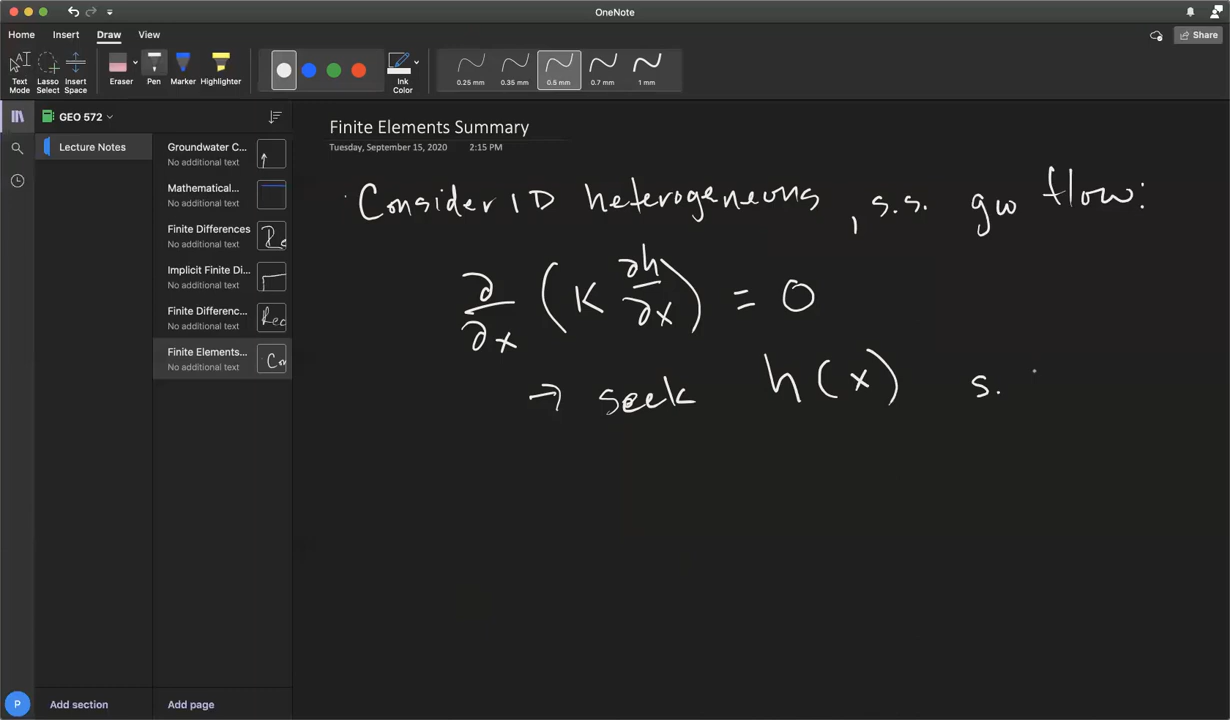 OneNote
Home Insert Draw View
Share
Text Mode
Lasso Select
Insert Space
Eraser
Pen
Marker
Highlighter
Ink Color
0.25 mm
0.35 mm
0.5 mm
0.7 mm
1 mm
GEO 572
Lecture Notes
Groundwater C...
No additional text
Mathematical...
No additional text
Finite Differences
No additional text
Implicit Finite Di...
No additional text
Finite Differenc...
No additional text
Finite Elements...
No additional text
Finite Elements Summary
Tuesday, September 15, 2020 2:15 PM
Consider 1D heterogeneous, s.s. gw flow:
∂/∂x (K ∂h/∂x) = 0
→ seek h(x) s.
P
Add section
Add page